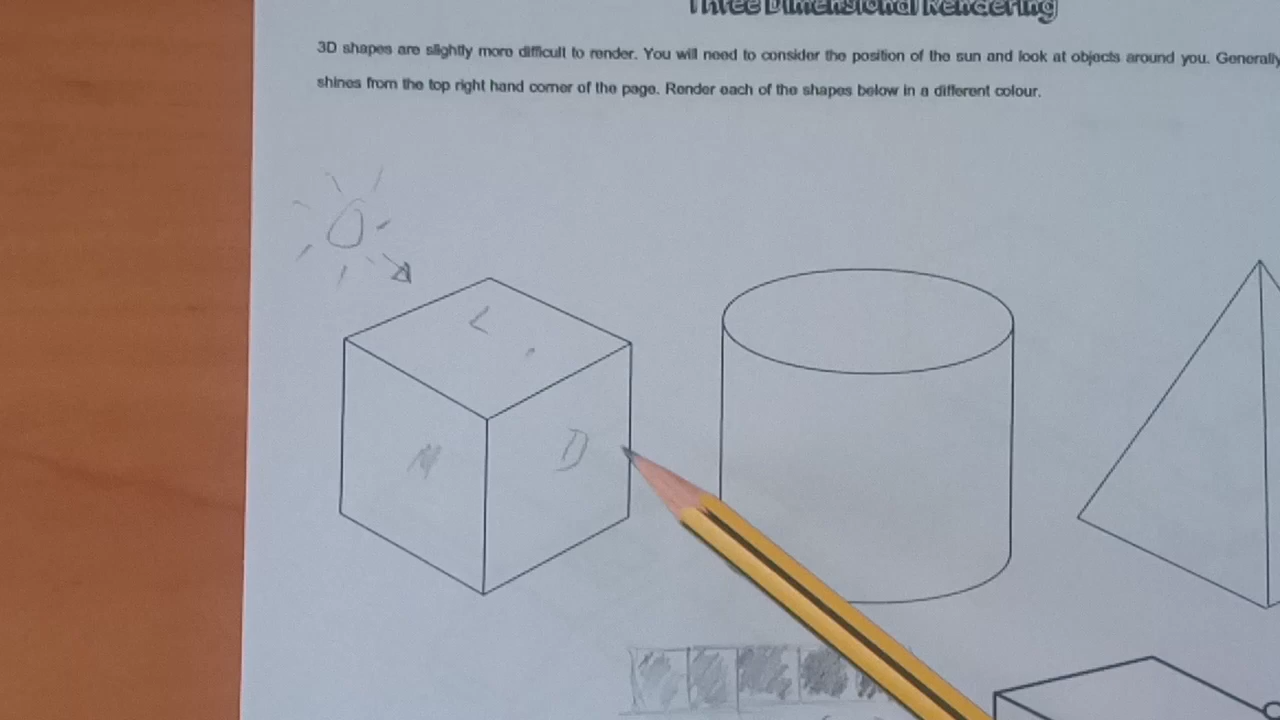 Three Dimensional Rendering
3D shapes are slightly more difficult to render. You will need to consider the position of the sun and look at objects around you. Generally
shines from the top right hand corner of the page. Render each of the shapes below in a different colour.
L
M
D